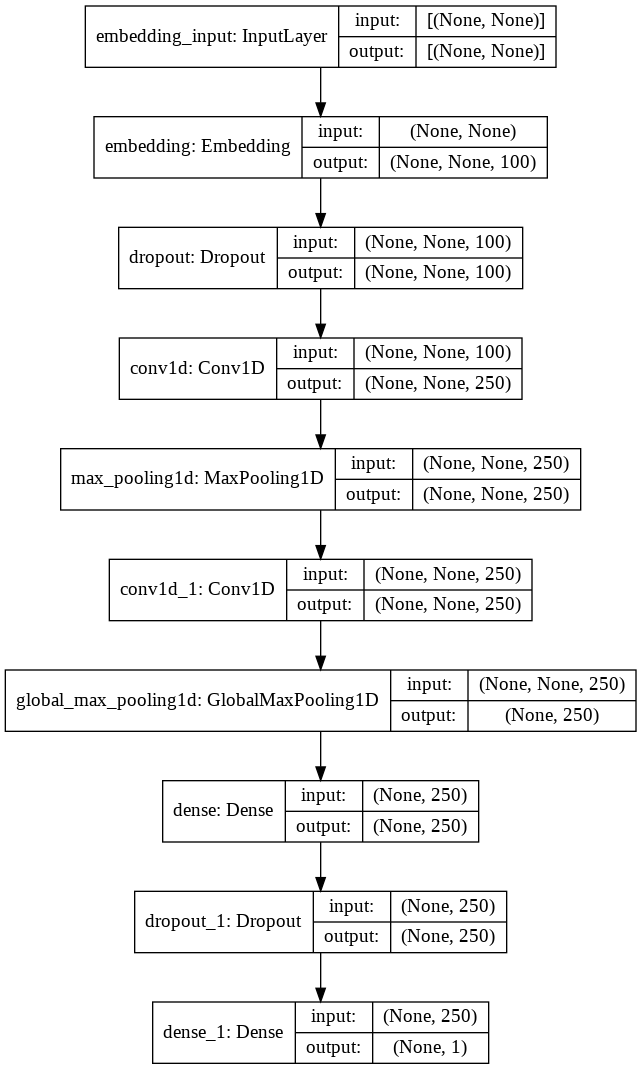 embedding_input: InputLayer
input: [(None, None)]
output: [(None, None)]
embedding: Embedding
input: (None, None)
output: (None, None, 100)
dropout: Dropout
input: (None, None, 100)
output: (None, None, 100)
conv1d: Conv1D
input: (None, None, 100)
output: (None, None, 250)
max_pooling1d: MaxPooling1D
input: (None, None, 250)
output: (None, None, 250)
conv1d_1: Conv1D
input: (None, None, 250)
output: (None, None, 250)
global_max_pooling1d: GlobalMaxPooling1D
input: (None, None, 250)
output: (None, 250)
dense: Dense
input: (None, 250)
output: (None, 250)
dropout_1: Dropout
input: (None, 250)
output: (None, 250)
dense_1: Dense
input: (None, 250)
output: (None, 1)